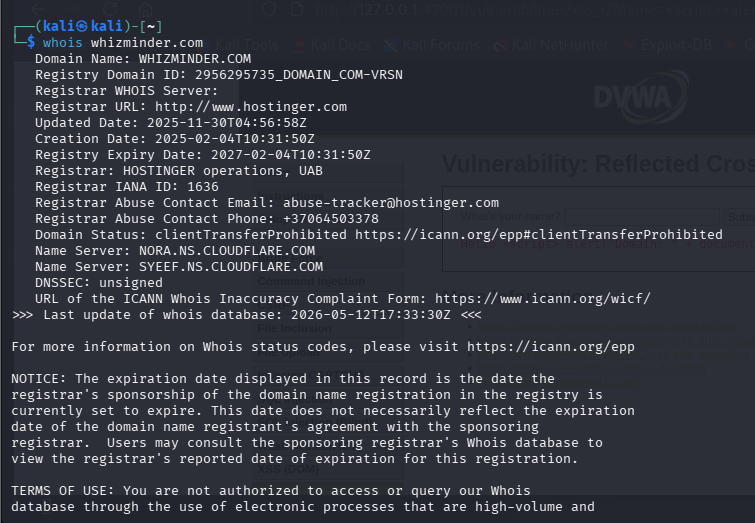 (kali㉿kali)-[~]
$ whois whizminder.com
Domain Name: WHIZMINDER.COM
Registry Domain ID: 2956295735_DOMAIN_COM-VRSN
Registrar WHOIS Server:
Registrar URL: http://www.hostinger.com
Updated Date: 2025-11-30T04:56:58Z
Creation Date: 2025-02-04T10:31:50Z
Registry Expiry Date: 2027-02-04T10:31:50Z
Registrar: HOSTINGER operations, UAB
Registrar IANA ID: 1636
Registrar Abuse Contact Email: abuse-tracker@hostinger.com
Registrar Abuse Contact Phone: +37064503378
Domain Status: clientTransferProhibited https://icann.org/epp#clientTransferProhibited
Name Server: NORA.NS.CLOUDFLARE.COM
Name Server: SYEEF.NS.CLOUDFLARE.COM
DNSSEC: unsigned
URL of the ICANN Whois Inaccuracy Complaint Form: https://www.icann.org/wicf/
>>> Last update of whois database: 2026-05-12T17:33:30Z <<<
For more information on Whois status codes, please visit https://icann.org/epp
NOTICE: The expiration date displayed in this record is the date the
registrar's sponsorship of the domain name registration in the registry is
currently set to expire. This date does not necessarily reflect the expiration
date of the domain name registrant's agreement with the sponsoring
registrar.  Users may consult the sponsoring registrar's Whois database to
view the registrar's reported date of expiration for this registration.
TERMS OF USE: You are not authorized to access or query our Whois
database through the use of electronic processes that are high-volume and
Kali Tools
Kali Docs
Kali Forums
Kali NetHunter
Exploit-DB
DVWA
Vulnerability: Reflected Cros
Command Injection
File Inclusion
XSS (DOM)